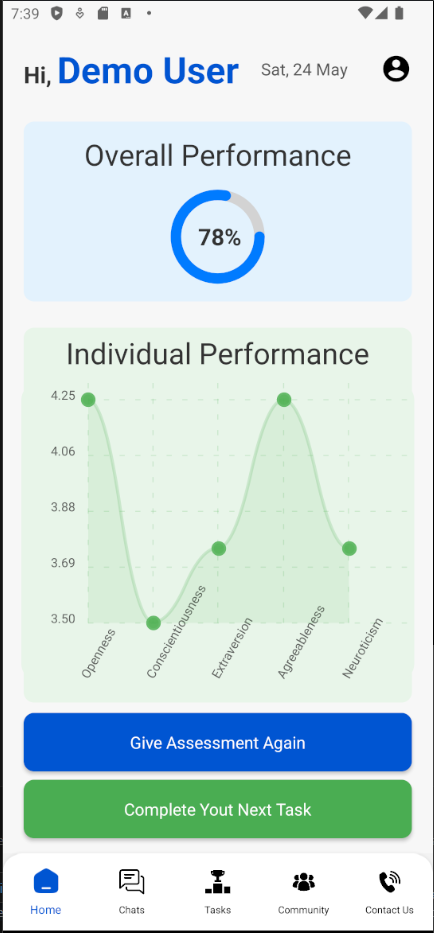 7:39
Hi, Demo User Sat, 24 May
Overall Performance
78%
Individual Performance
4.25
4.06
3.88
3.69
3.50
Openness
Conscientiousness
Extraversion
Agreeableness
Neuroticism
Give Assessment Again
Complete Yout Next Task
Home Chats Tasks Community Contact Us